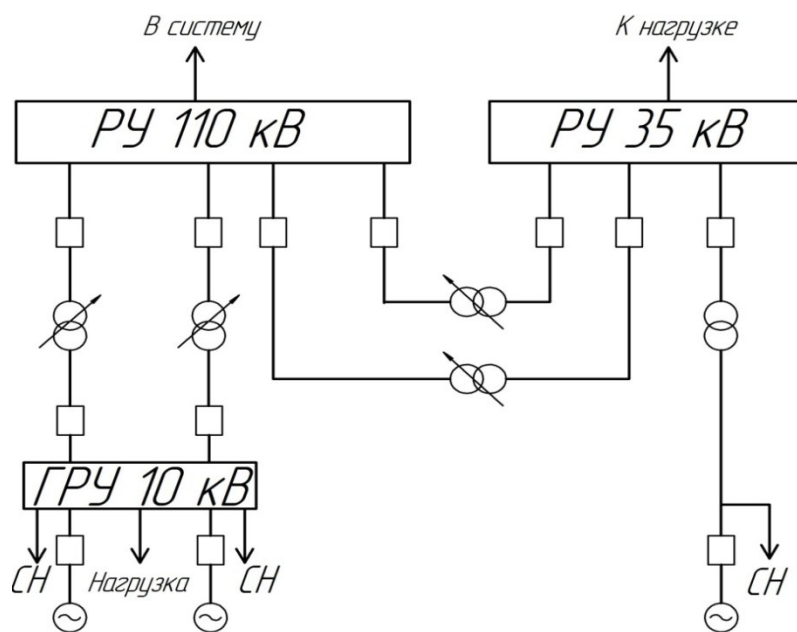 В систему
К нагрузке
РУ 110 кВ
РУ 35 кВ
ГРУ 10 кВ
СН
Нагрузка
СН
СН